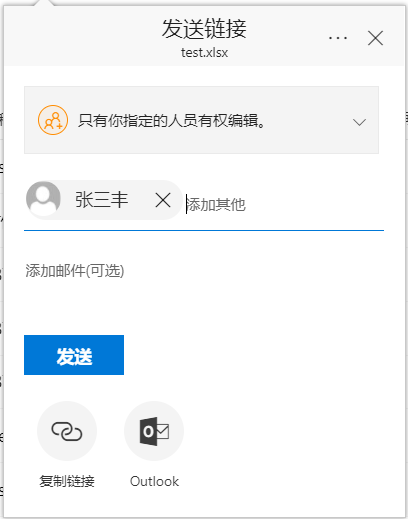 发送链接
test.xlsx
只有你指定的人员有权编辑。
张三丰 添加其他
添加邮件(可选)
发送
复制链接 Outlook